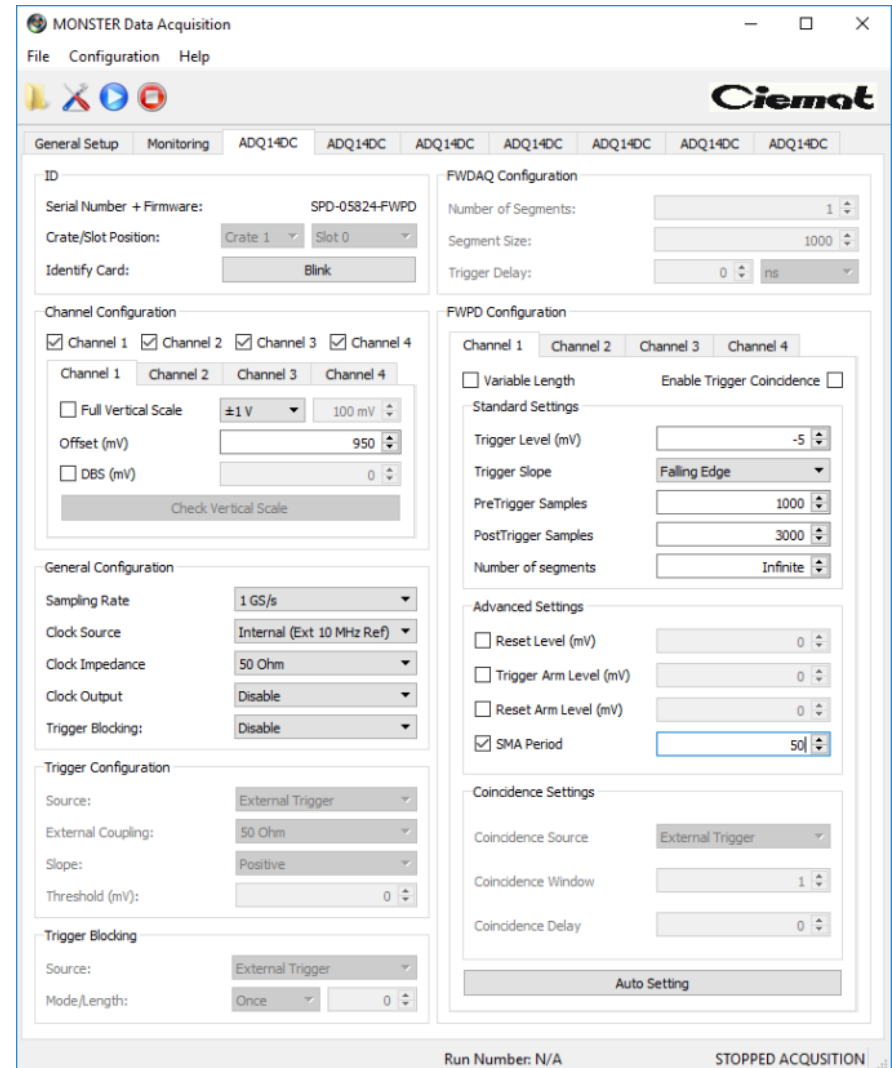 MONSTER Data Acquisition
File Configuration Help
Ciemat
General Setup Monitoring ADQ14DC ADQ14DC ADQ14DC ADQ14DC ADQ14DC ADQ14DC ADQ14DC
ID
Serial Number + Firmware: SPD-05824-FWPD
Crate/Slot Position: Crate 1 Slot 0
Identify Card: Blink
Channel Configuration
Channel 1 Channel 2 Channel 3 Channel 4
Channel 1 Channel 2 Channel 3 Channel 4
Full Vertical Scale ±1 V 100 mV
Offset (mV) 950
DBS (mV) 0
Check Vertical Scale
General Configuration
Sampling Rate 1 GS/s
Clock Source Internal (Ext 10 MHz Ref)
Clock Impedance 50 Ohm
Clock Output Disable
Trigger Blocking: Disable
Trigger Configuration
Source: External Trigger
External Coupling: 50 Ohm
Slope: Positive
Threshold (mV): 0
Trigger Blocking
Source: External Trigger
Mode/Length: Once 0
FWDAQ Configuration
Number of Segments: 1
Segment Size: 1000
Trigger Delay: 0 ns
FWPD Configuration
Channel 1 Channel 2 Channel 3 Channel 4
Variable Length Enable Trigger Coincidence
Standard Settings
Trigger Level (mV) -5
Trigger Slope Falling Edge
PreTrigger Samples 1000
PostTrigger Samples 3000
Number of segments Infinite
Advanced Settings
Reset Level (mV) 0
Trigger Arm Level (mV) 0
Reset Arm Level (mV) 0
SMA Period 50
Coincidence Settings
Coincidence Source External Trigger
Coincidence Window 1
Coincidence Delay 0
Auto Setting
Run Number: N/A STOPPED ACQUSITION